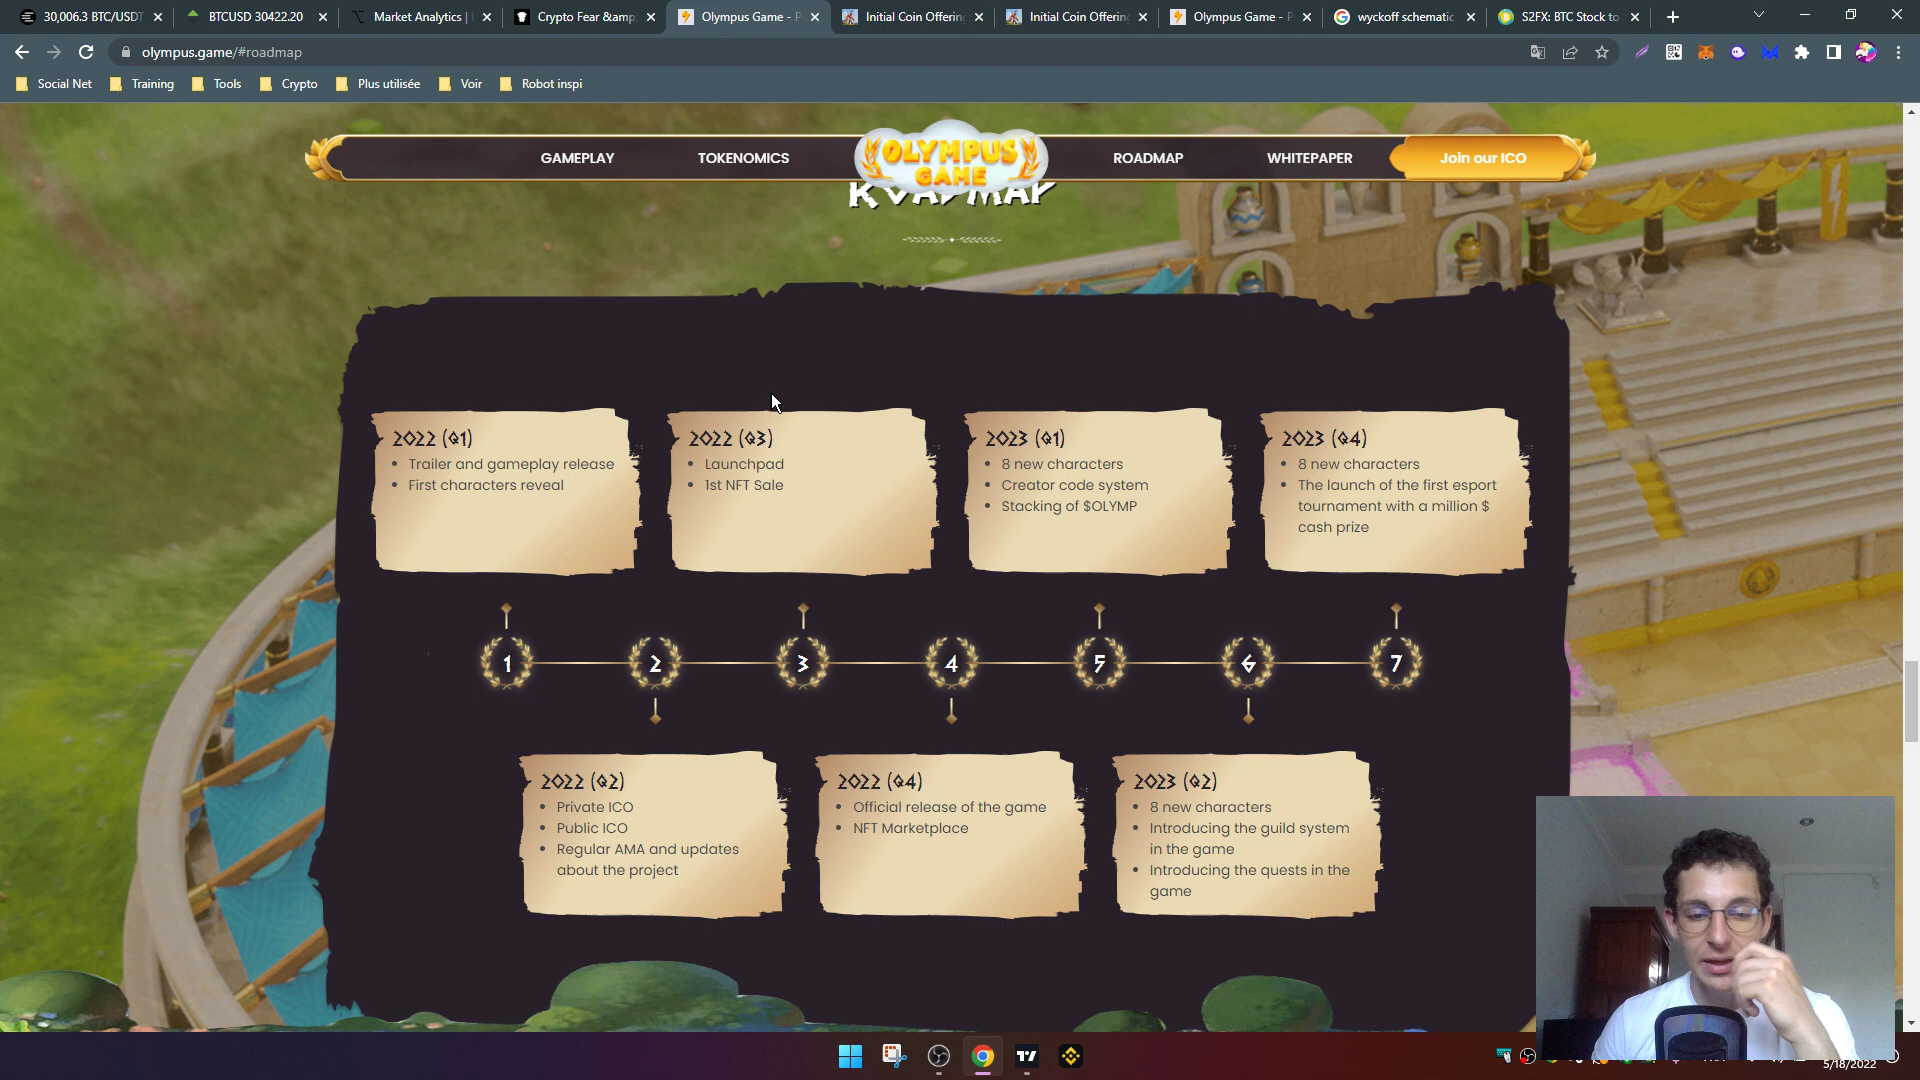 30,006.3 BTC/USDT
BTCUSD 30422.20
Market Analytics |
Crypto Fear &amp;
Olympus Game - P
Initial Coin Offering
Initial Coin Offering
Olympus Game - P
wyckoff schematic
S2FX: BTC Stock to
olympus.game/#roadmap
Social Net
Training
Tools
Crypto
Plus utilisée
Voir
Robot inspi
GAMEPLAY
TOKENOMICS
OLYMPUS
GAME
ROADMAP
WHITEPAPER
Join our ICO
ROADMAP
2022 (Q1)
• Trailer and gameplay release
• First characters reveal
2022 (Q3)
• Launchpad
• 1st NFT Sale
2023 (Q1)
• 8 new characters
• Creator code system
• Stacking of $OLYMP
2023 (Q4)
• 8 new characters
• The launch of the first esport
tournament with a million $
cash prize
1
2
3
4
5
6
7
2022 (Q2)
• Private ICO
• Public ICO
• Regular AMA and updates
about the project
2022 (Q4)
• Official release of the game
• NFT Marketplace
2023 (Q2)
• 8 new characters
• Introducing the guild system
in the game
• Introducing the quests in the
game
5/18/2022